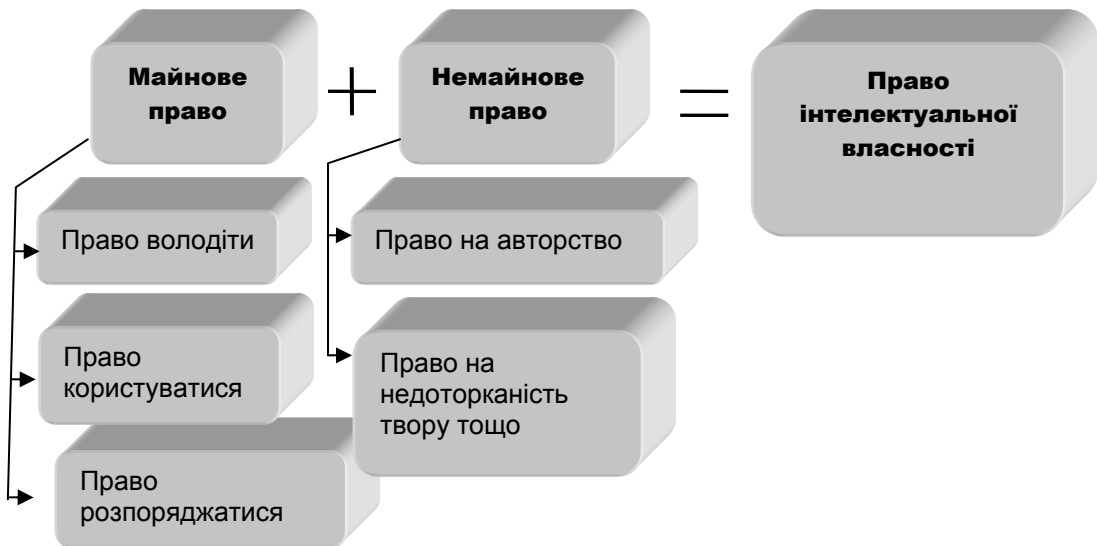 Майнове
право
+
Немайнове
право
=
Право
інтелектуальної
власності
Право володіти
Право
користуватися
Право
розпоряджатися
Право на авторство
Право на
недоторканість
твору тощо